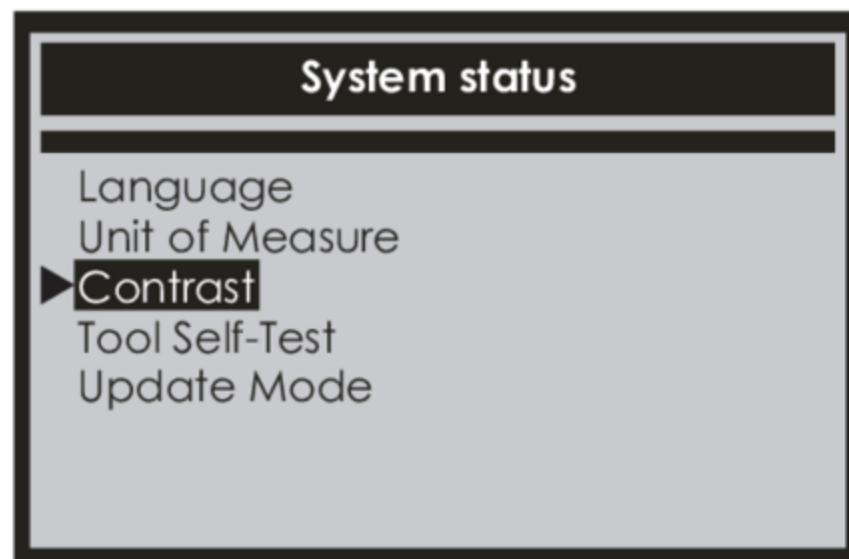 System status
Language
Unit of Measure
Contrast
Tool Self-Test
Update Mode